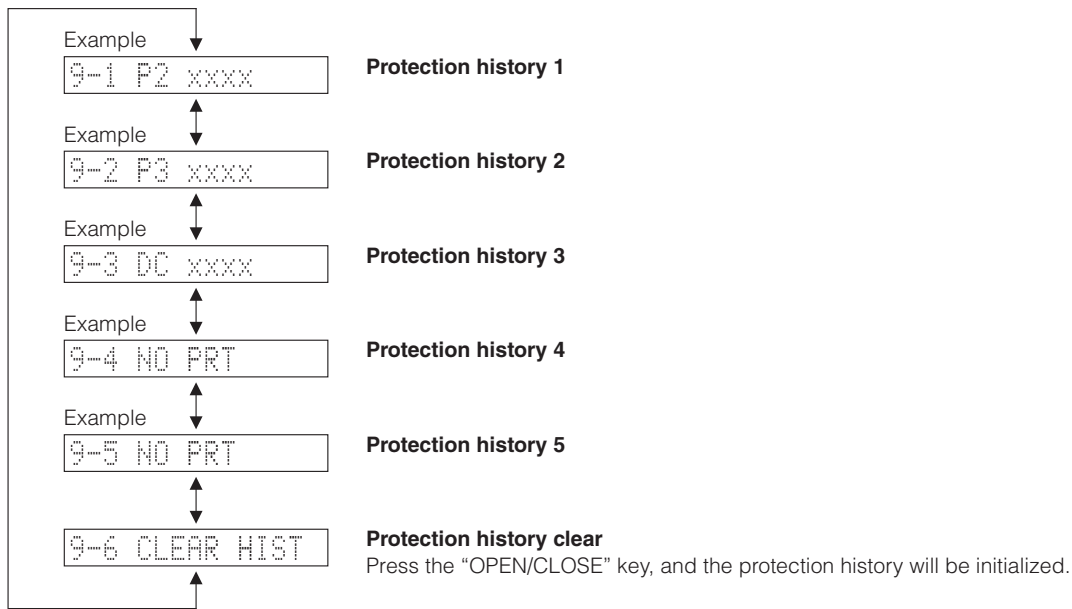 Example
9-1 P2 xxxx
Protection history 1
Example
9-2 P3 xxxx
Protection history 2
Example
9-3 DC xxxx
Protection history 3
Example
9-4 NO PRT
Protection history 4
Example
9-5 NO PRT
Protection history 5
9-6 CLEAR HIST
Protection history clear
Press the “OPEN/CLOSE” key, and the protection history will be initialized.